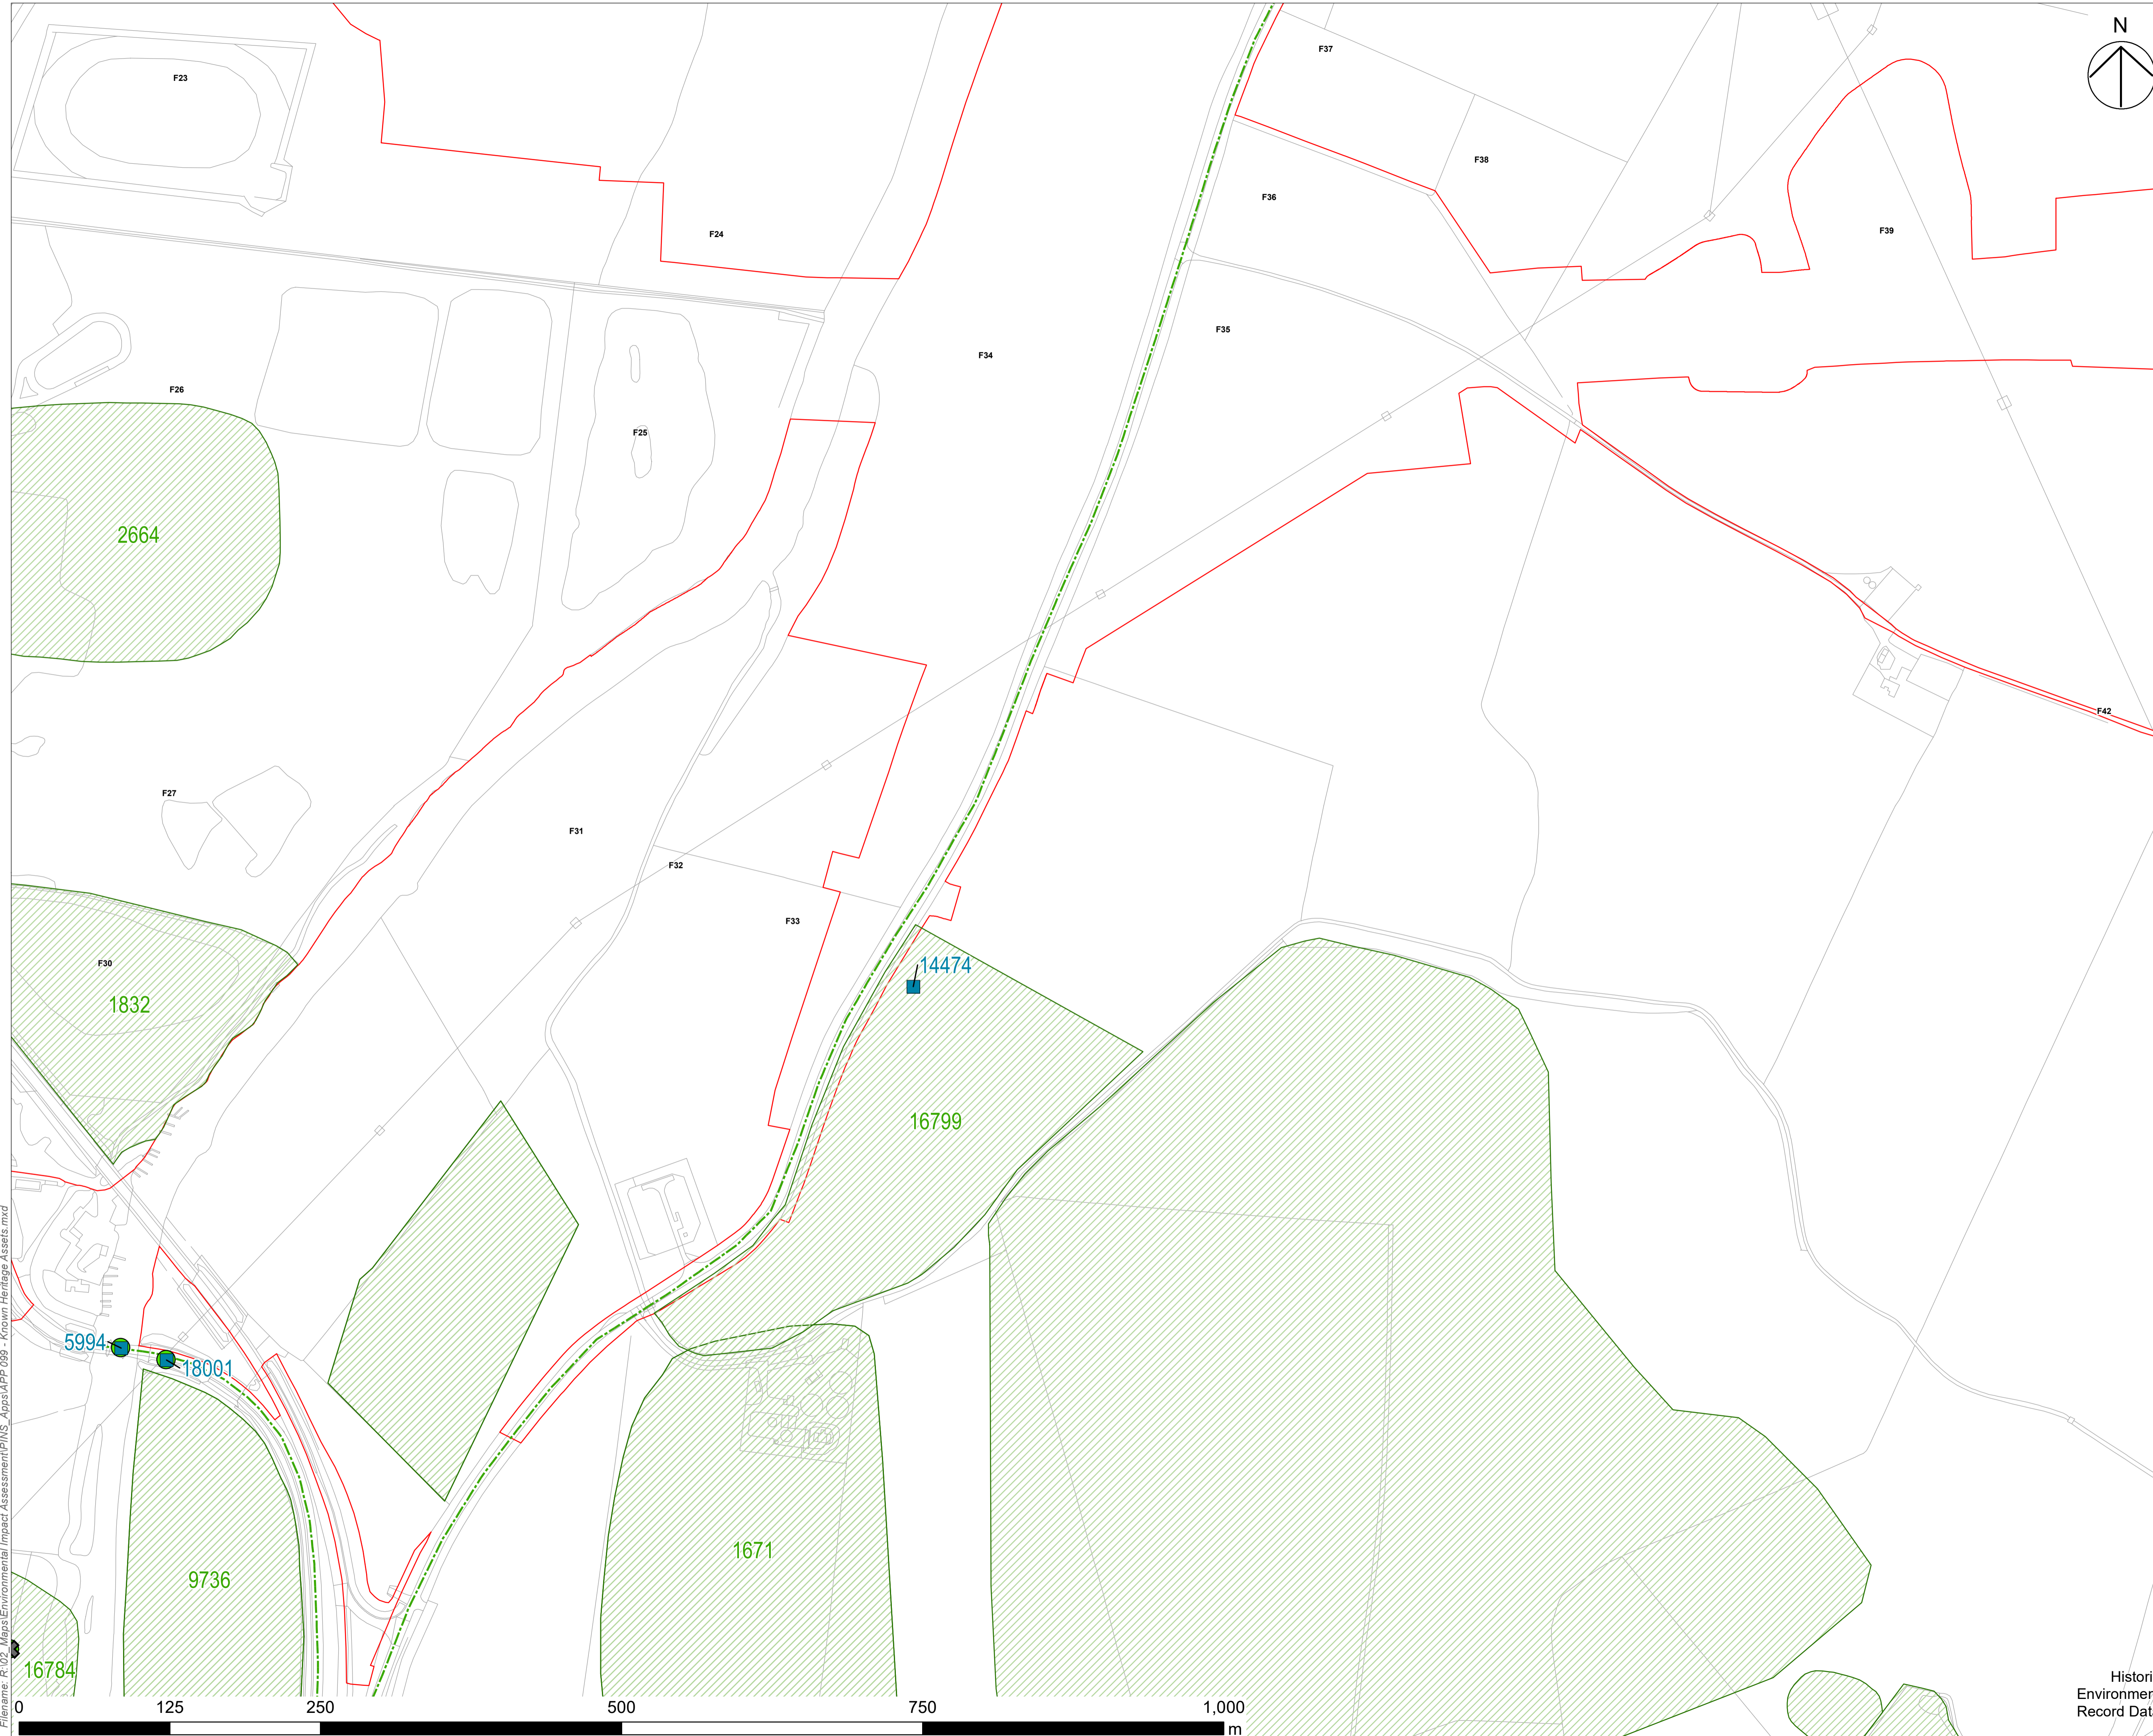 N
F37
F23
F38
F36
F24
F39
F35
F34
F26
F25
2664
F42
F27
F31
F32
F33
14474
F30
1832
16799
5994
18001
1671
9736
16784
Histori
Environmen
Record Dat
0 125 250 500 750 1,000
m
Filename: R:\02_Maps\Environmental Impact Assessment\PINS_Apps\APP 099 - Known Heritage Assets.mxd